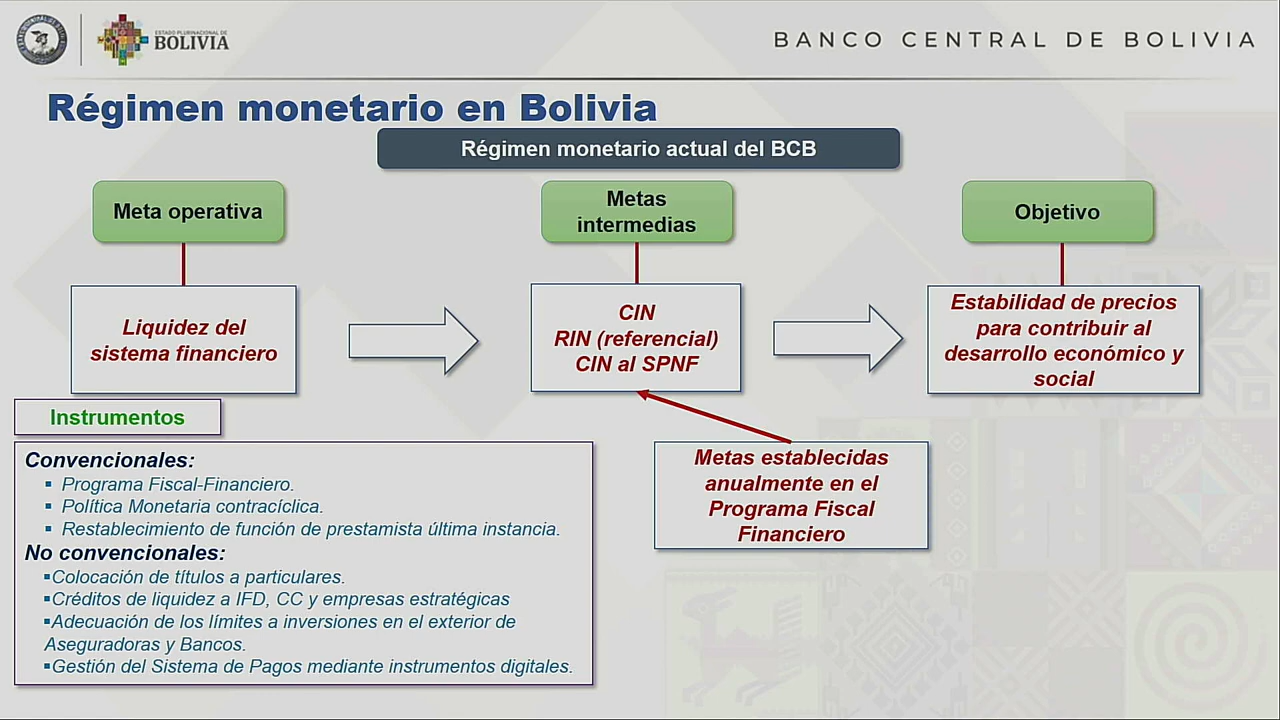 ESTADO PLURINACIONAL DE
BOLIVIA
BANCO CENTRAL DE BOLIVIA
Régimen monetario en Bolivia
Régimen monetario actual del BCB
Meta operativa
Metas
intermedias
Objetivo
Liquidez del
sistema financiero
CIN
RIN (referencial)
CIN al SPNF
Estabilidad de precios
para contribuir al
desarrollo económico y
social
Instrumentos
Convencionales:
▪ Programa Fiscal-Financiero.
▪ Política Monetaria contracíclica.
▪ Restablecimiento de función de prestamista última instancia.
No convencionales:
▪Colocación de títulos a particulares.
▪Créditos de liquidez a IFD, CC y empresas estratégicas
▪Adecuación de los límites a inversiones en el exterior de
Aseguradoras y Bancos.
▪Gestión del Sistema de Pagos mediante instrumentos digitales.
Metas establecidas
anualmente en el
Programa Fiscal
Financiero